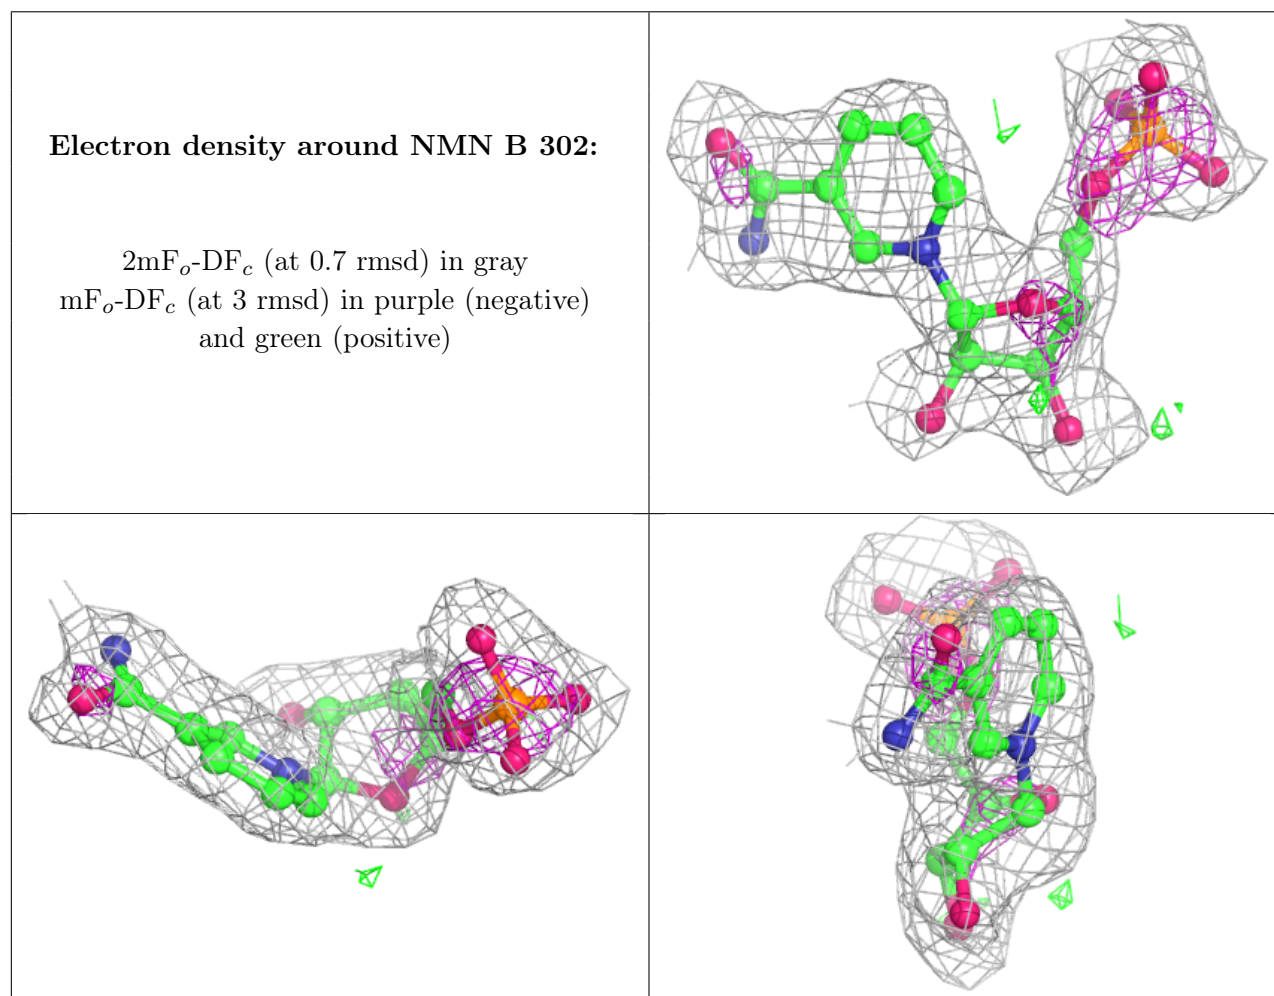 Electron density around NMN B 302:
2mFo-DFc (at 0.7 rmsd) in gray
mFo-DFc (at 3 rmsd) in purple (negative)
and green (positive)